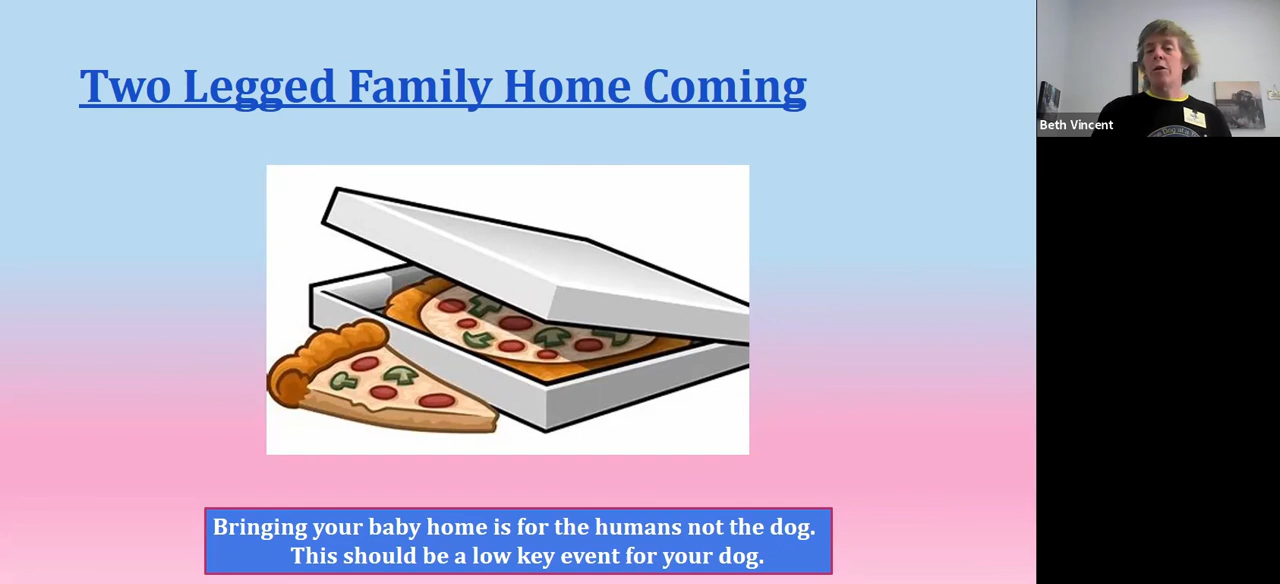 Two Legged Family Home Coming
Beth Vincent
Bringing your baby home is for the humans not the dog.
This should be a low key event for your dog.